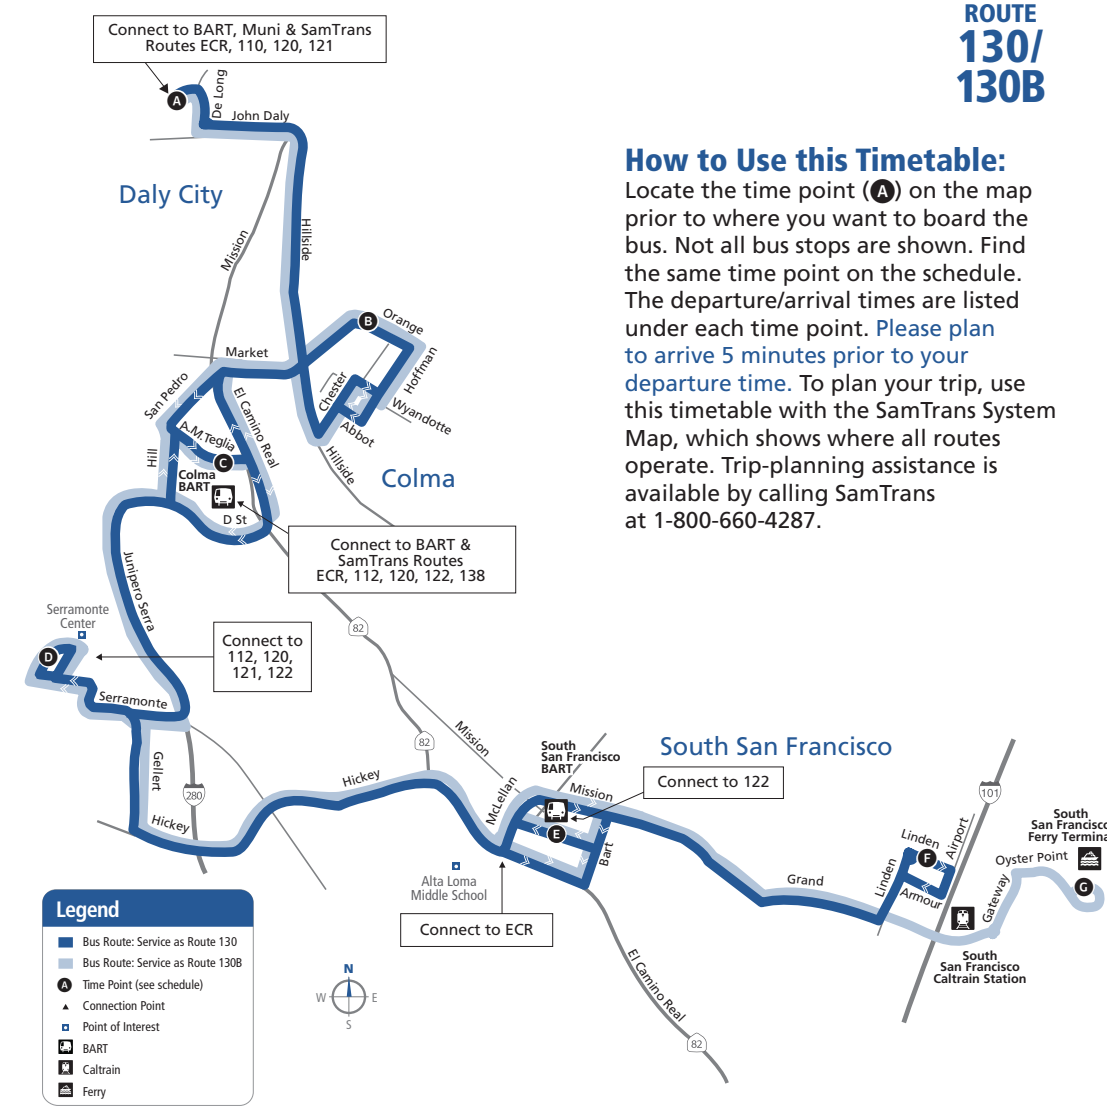 ROUTE
130/
130B
Connect to BART, Muni & SamTrans
Routes ECR, 110, 120, 121
A
De Long
John Daly
Daly City
Mission
Hillside
How to Use this Timetable:
Locate the time point (A) on the map
prior to where you want to board the
bus. Not all bus stops are shown. Find
the same time point on the schedule.
The departure/arrival times are listed
under each time point. Please plan
to arrive 5 minutes prior to your
departure time. To plan your trip, use
this timetable with the SamTrans System
Map, which shows where all routes
operate. Trip-planning assistance is
available by calling SamTrans
at 1-800-660-4287.
B
Orange
Market
Hoffman
San Pedro
El Camino Real
Chester
Wyandotte
A.M.Teglia
Abbot
Hill
C
Hillside
Colma
BART
Colma
D St
Connect to BART &
SamTrans Routes
ECR, 112, 120, 122, 138
Junipero Serra
Serramonte
Center
82
D
Connect to
112, 120,
121, 122
Serramonte
Mission
82
South
San Francisco
BART
South San Francisco
Gellert
280
Hickey
McLellan
Connect to 122
Mission
101
Hickey
E
Bart
South
San Francisco
Ferry Termina
Linden
F
Airport
Oyster Point
Alta Loma
Middle School
Grand
Linden
Armour
Gateway
G
Connect to ECR
South
San Francisco
Caltrain Station
El Camino Real
82
Legend
Bus Route: Service as Route 130
Bus Route: Service as Route 130B
A Time Point (see schedule)
Connection Point
Point of Interest
BART
Caltrain
Ferry
N
W E
S